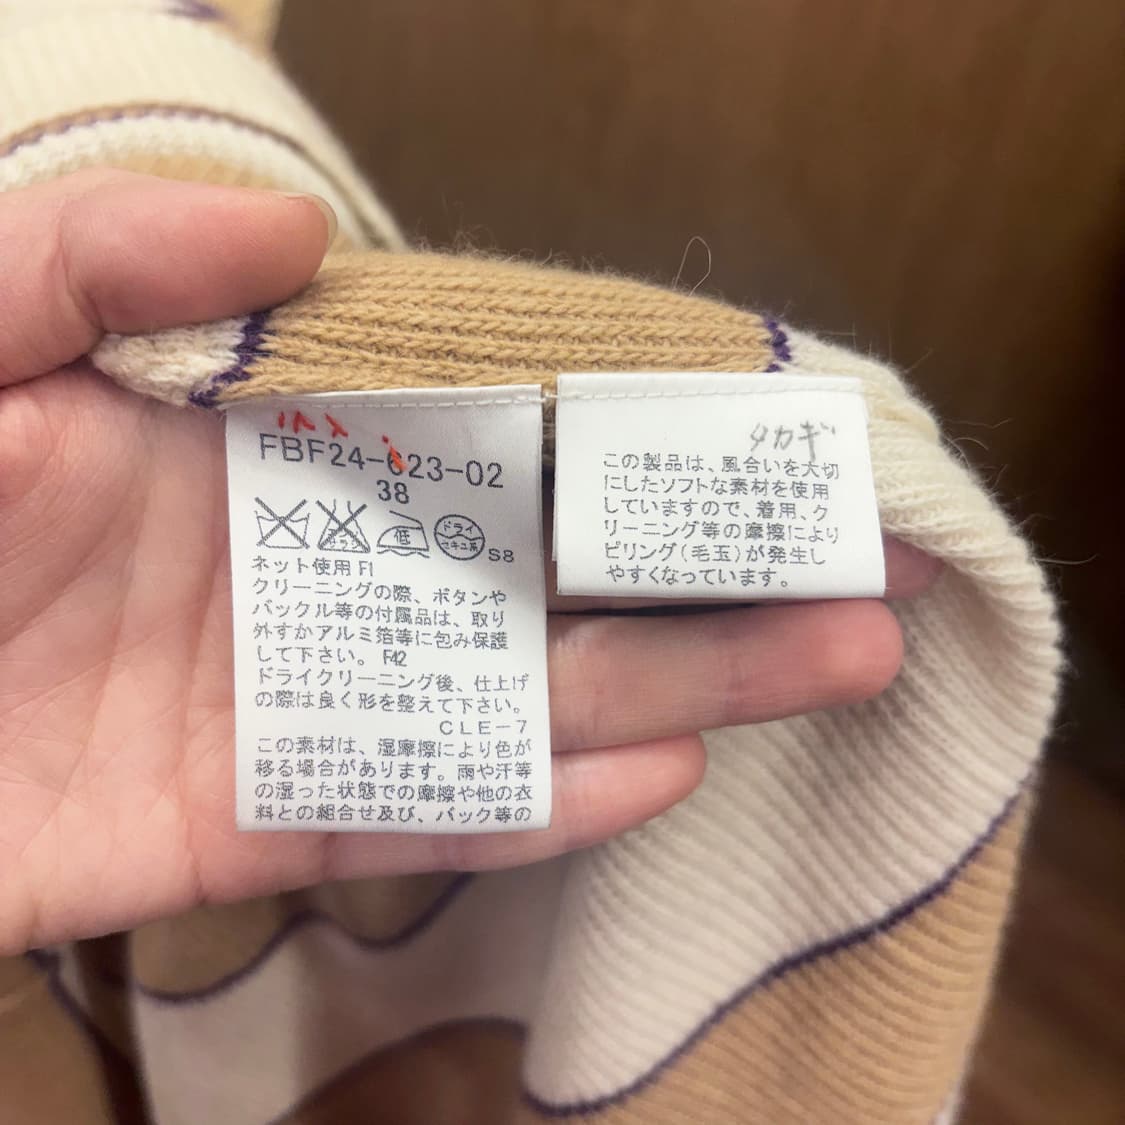 FBF24-623-02
38
低
ドライ
セキユ系
S8
ネット使用 F1
クリーニングの際、ボタンや
バックル等の付属品は、取り
外すかアルミ箔等に包み保護
して下さい。 F42
ドライクリーニング後、仕上げ
の際は良く形を整えて下さい。
CLE-7
この素材は、湿摩擦により色が
移る場合があります。雨や汗等
の湿った状態での摩擦や他の衣
料との組合せ及び、バック等の
タカギ
この製品は、風合いを大切
にしたソフトな素材を使用
していますので、着用、ク
リーニング等の摩擦により
ピリング(毛玉)が発生し
やすくなっています。